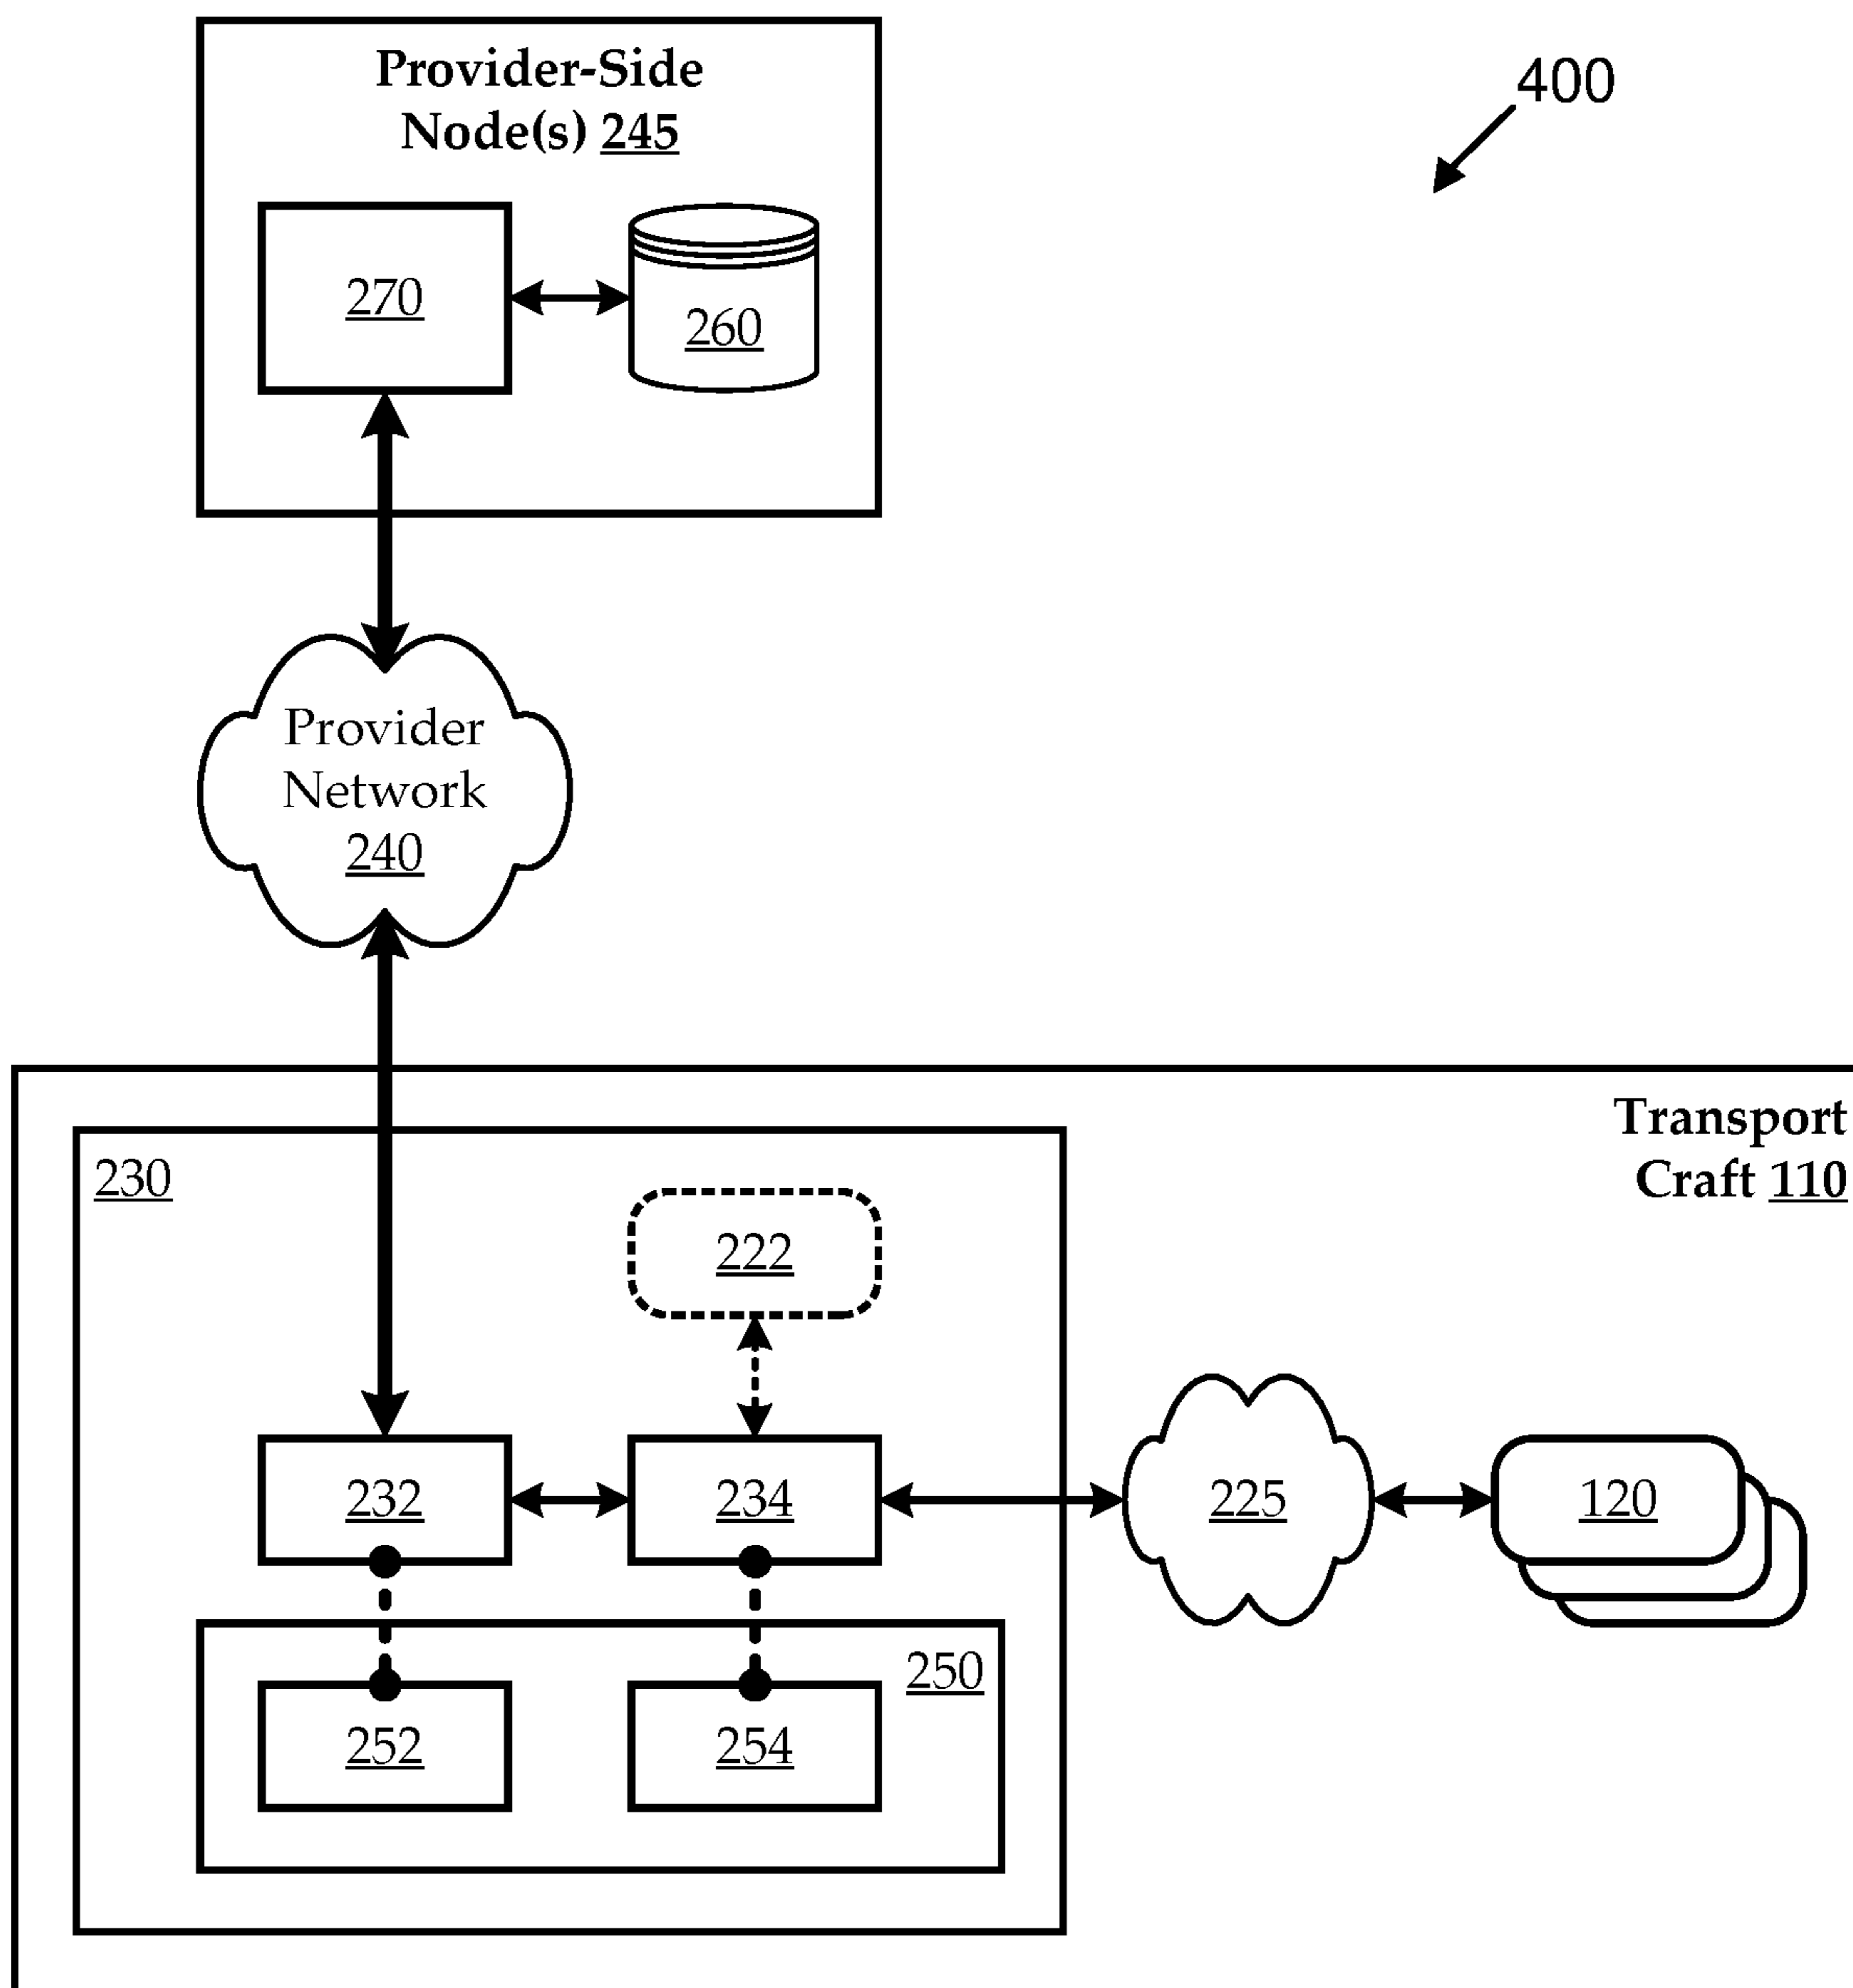 Provider-Side
Node(s) 245
400
270
260
Provider
Network
240
Transport
Craft 110
230
222
232
234
225
120
250
252
254